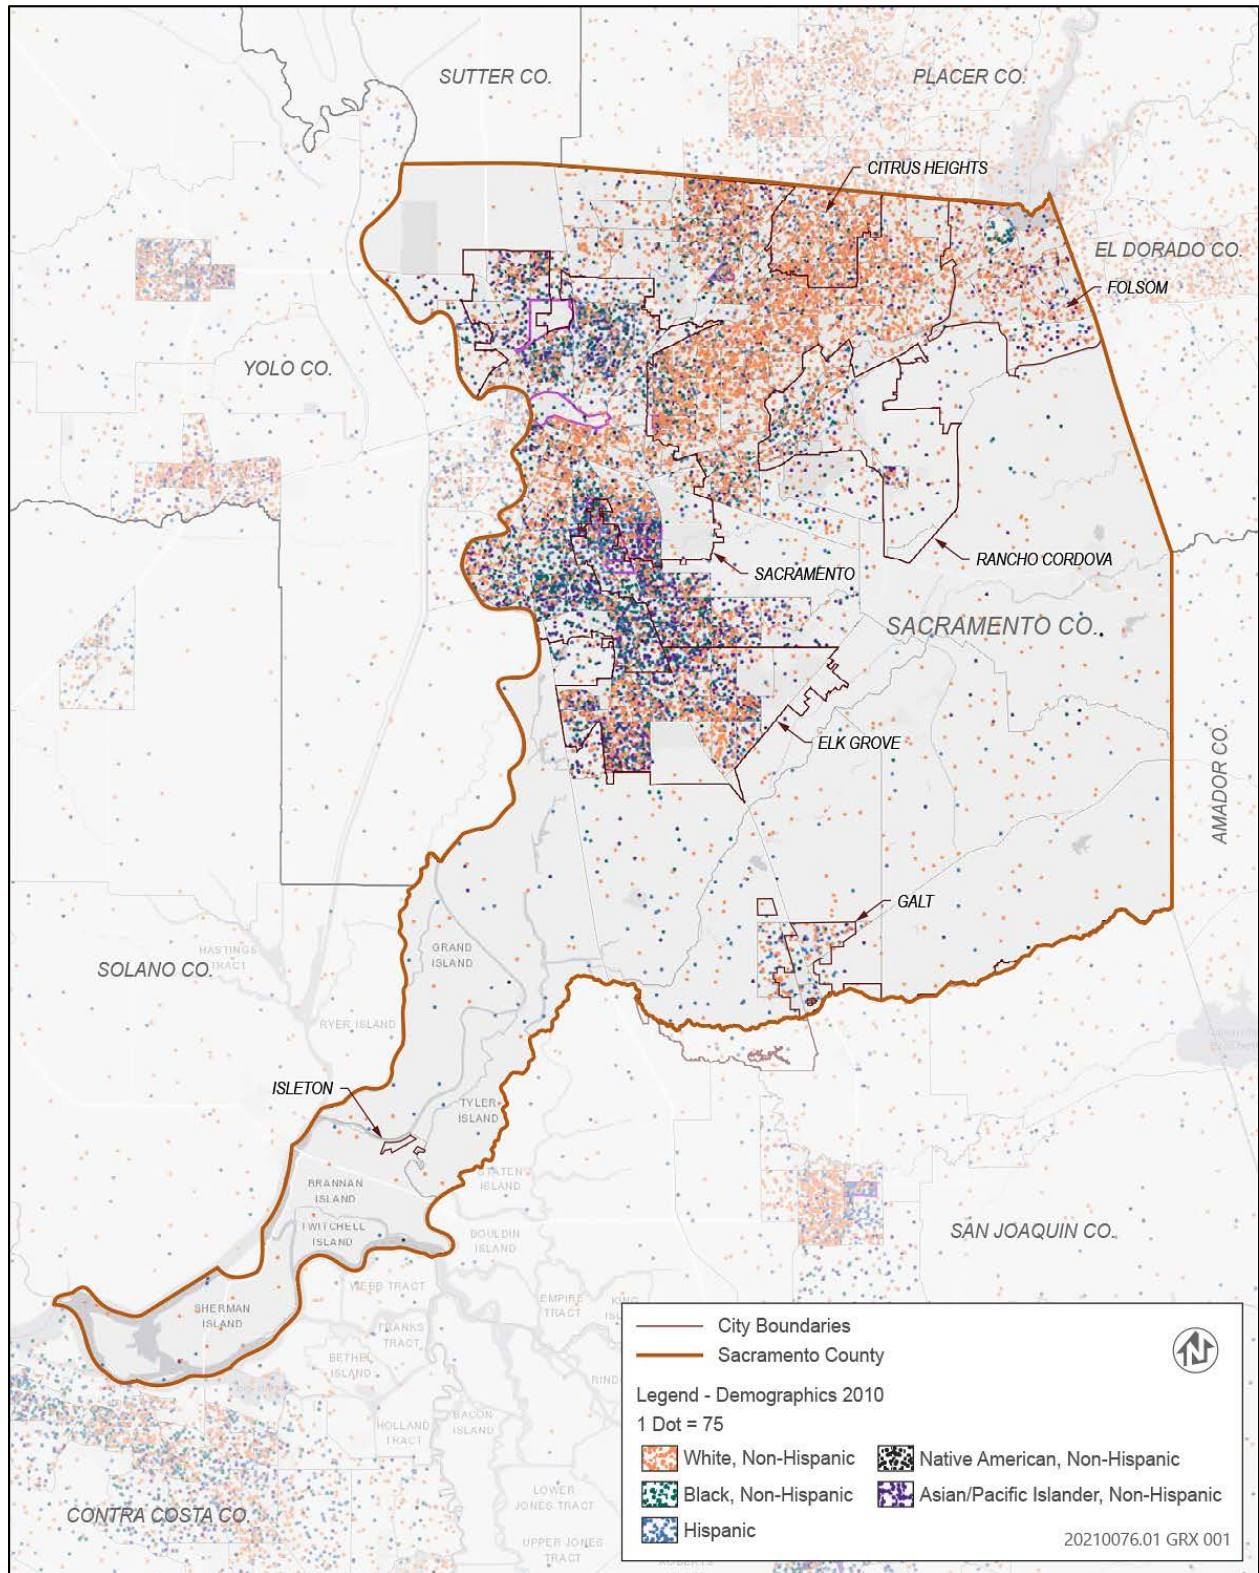 SUTTER CO.
PLACER CO.
CITRUS HEIGHTS
EL DORADO CO.
FOLSOM
YOLO CO.
RANCHO CORDOVA
SACRAMENTO
SACRAMENTO CO.
ELK GROVE
AMADOR CO.
GALT
HASTINGS
TRACT
GRAND
ISLAND
SOLANO CO.
RYER ISLAND
ISLETON
TYLER
ISLAND
STATEN
ISLAND
BRANNAN
ISLAND
TWITCHELL
ISLAND
BOULDIN
ISLAND
SAN JOAQUIN CO.
WEBB TRACT
EMPIRE
TRACT
SHERMAN
ISLAND
FRANKS
TRACT
BETHEL
ISLAND
HOLLAND
TRACT
BACON
ISLAND
LOWER
JONES TRACT
CONTRA COSTA CO.
UPPER JONES
TRACT
City Boundaries
Sacramento County
Legend - Demographics 2010
1 Dot = 75
White, Non-Hispanic
Native American, Non-Hispanic
Black, Non-Hispanic
Asian/Pacific Islander, Non-Hispanic
Hispanic
20210076.01 GRX 001